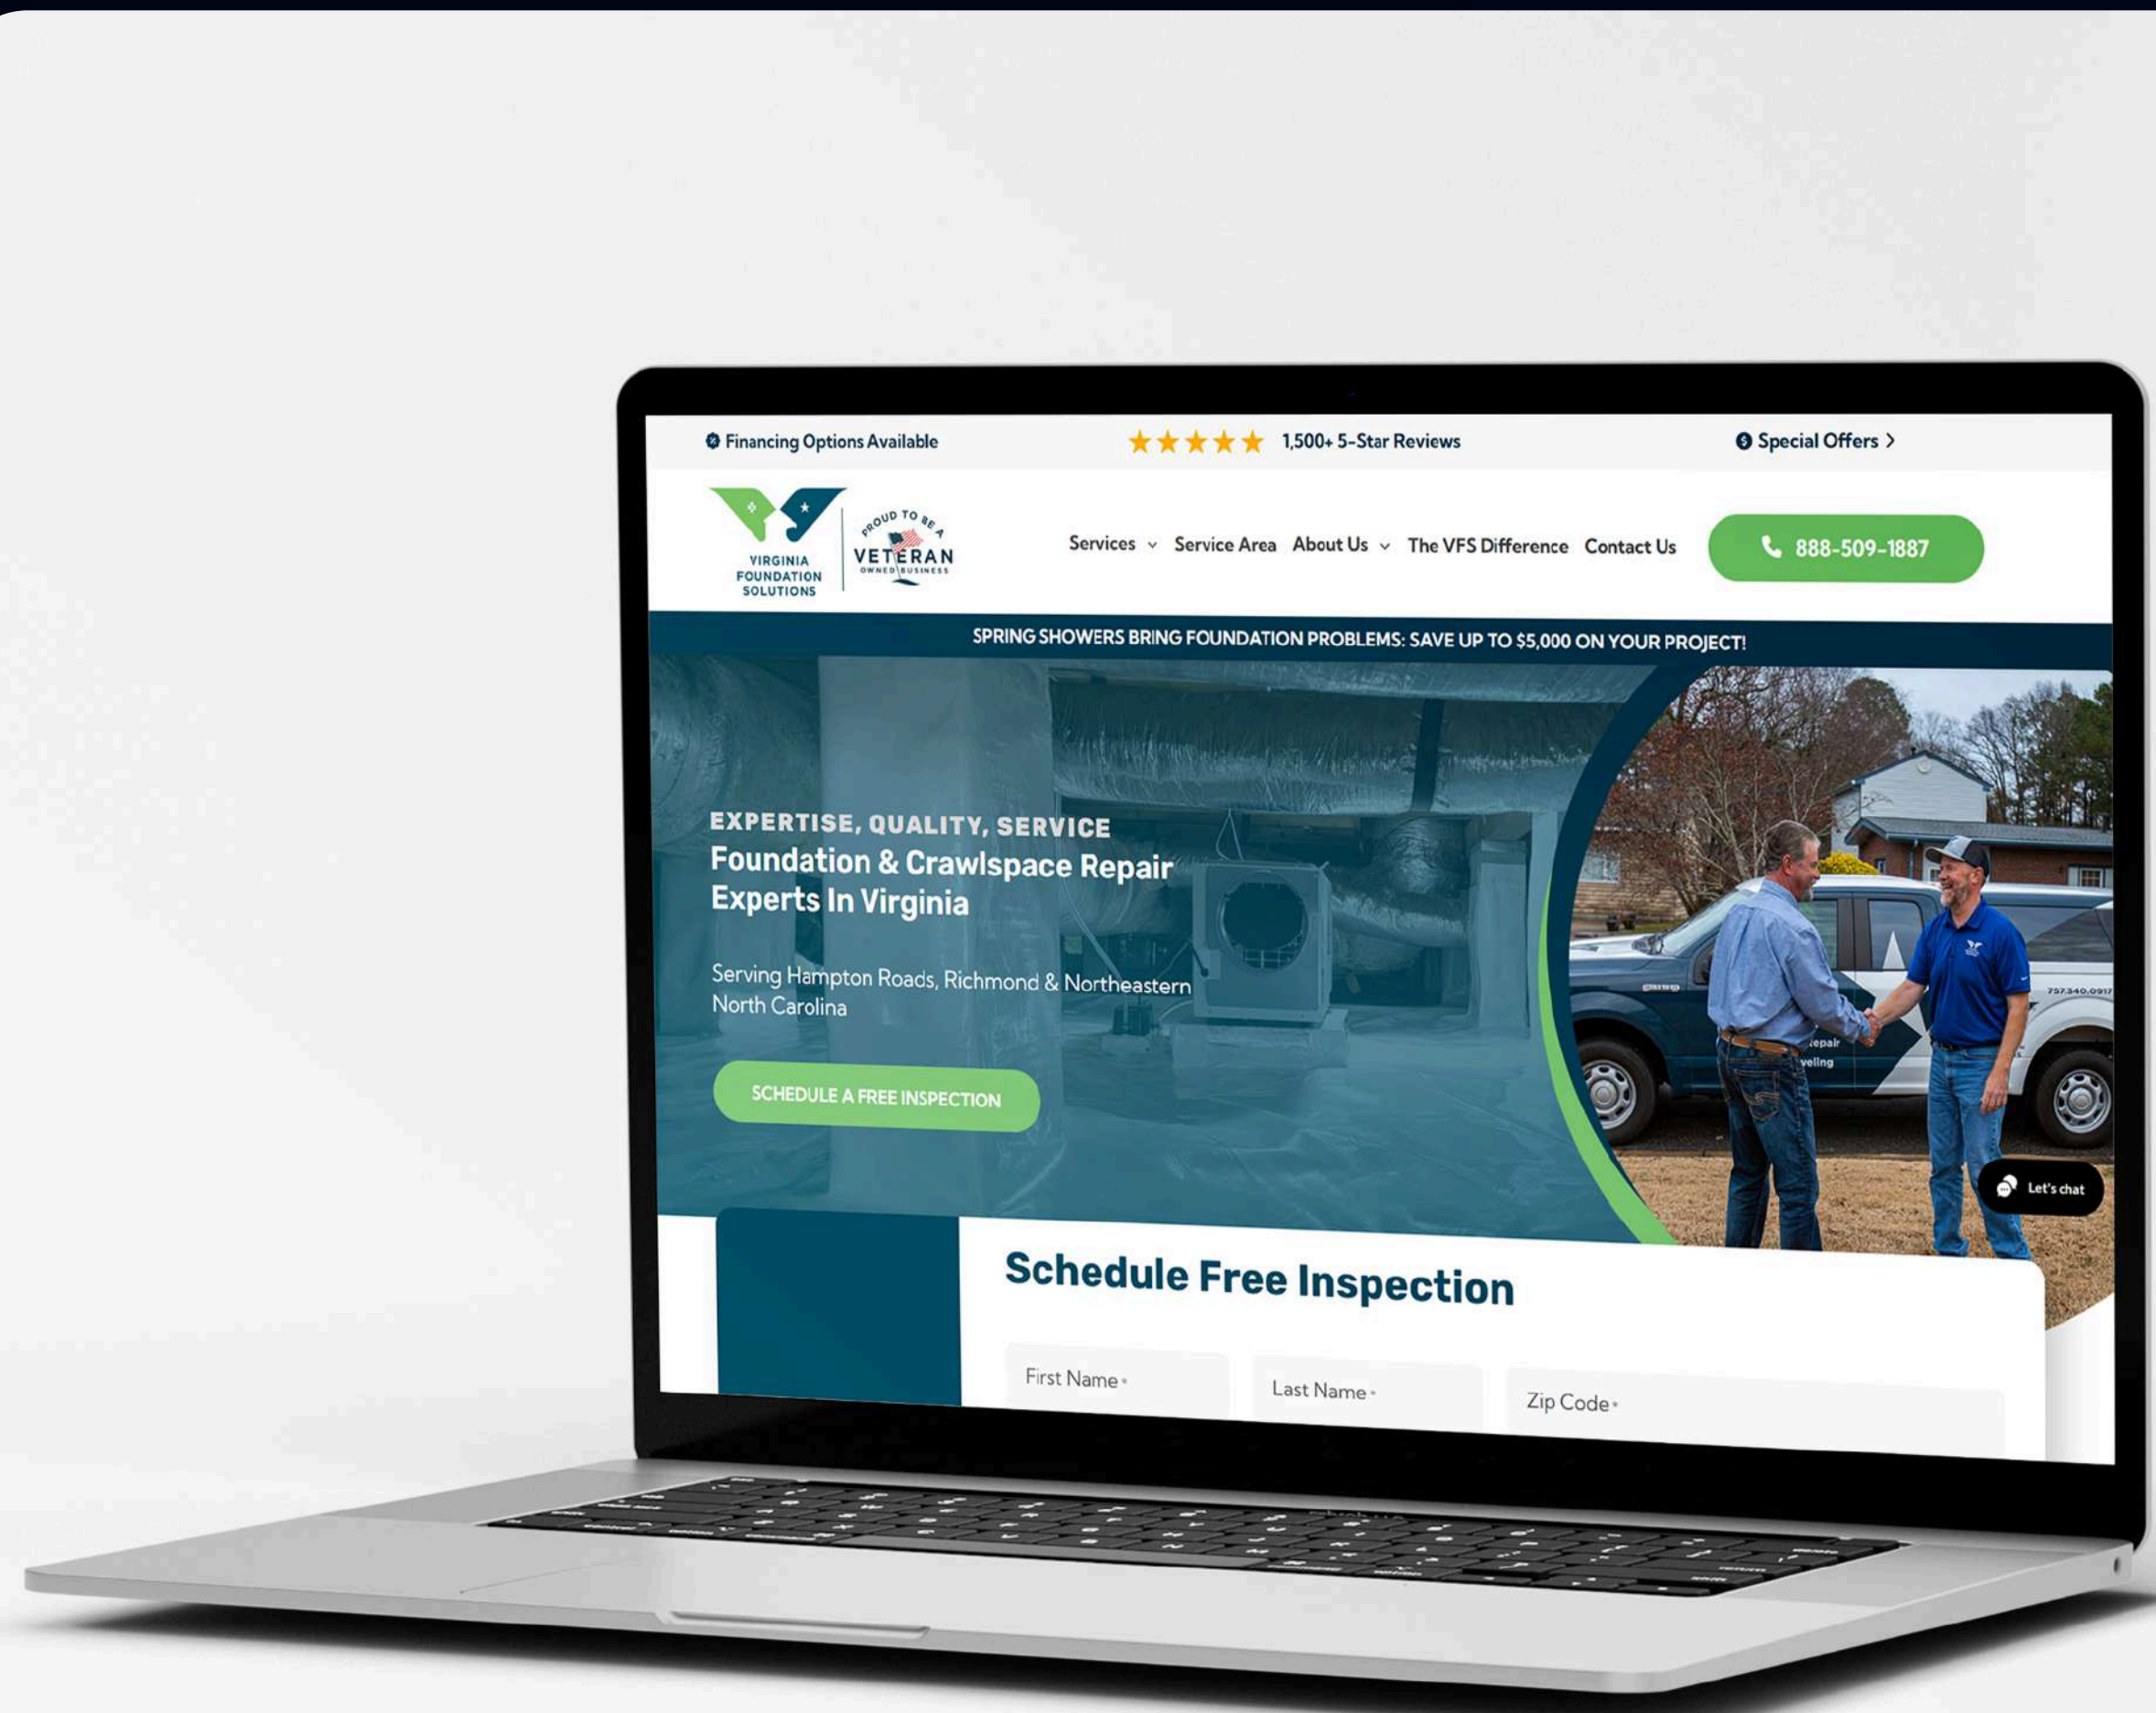 Financing Options Available
1,500+ 5-Star Reviews
Special Offers >
VIRGINIA
FOUNDATION
SOLUTIONS
PROUD TO BE A
VETERAN
OWNED BUSINESS
Services
Service Area
About Us
The VFS Difference
Contact Us
888-509-1887
SPRING SHOWERS BRING FOUNDATION PROBLEMS: SAVE UP TO $5,000 ON YOUR PROJECT!
EXPERTISE, QUALITY, SERVICE
Foundation & Crawlspace Repair
Experts In Virginia
Serving Hampton Roads, Richmond & Northeastern
North Carolina
SCHEDULE A FREE INSPECTION
757.340.0917
Let's chat
Schedule Free Inspection
First Name*
Last Name*
Zip Code*